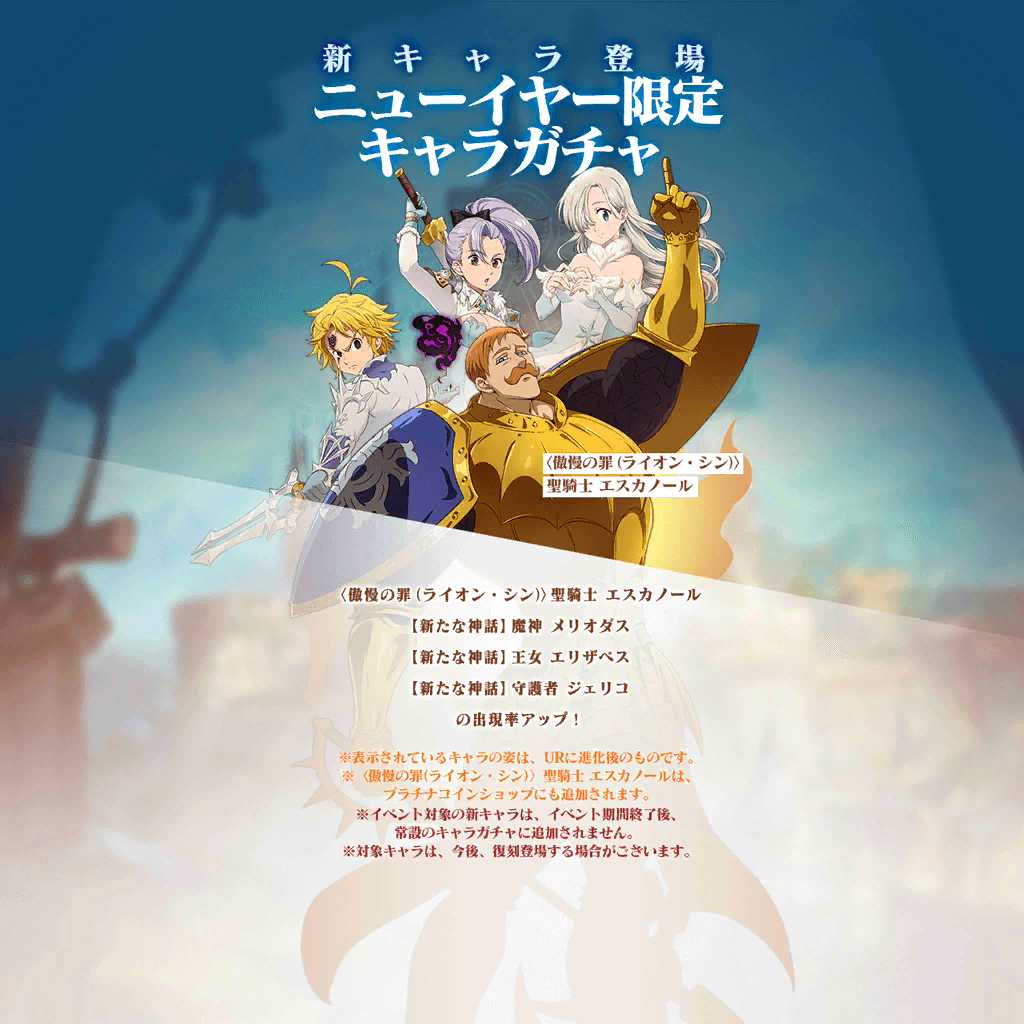 新キャラ登場
ニューイヤー限定
キャラガチャ
〈傲慢の罪(ライオン・シン)〉
聖騎士 エスカノール
〈傲慢の罪(ライオン・シン)〉聖騎士 エスカノール
【新たな神話】魔神 メリオダス
【新たな神話】王女 エリザベス
【新たな神話】守護者 ジェリコ
の出現率アップ！
※表示されているキャラの姿は、URに進化後のものです。
※〈傲慢の罪(ライオン・シン)〉聖騎士 エスカノールは、
プラチナコインショップにも追加されます。
※イベント対象の新キャラは、イベント期間終了後、
常設のキャラガチャに追加されません。
※対象キャラは、今後、復刻登場する場合がございます。